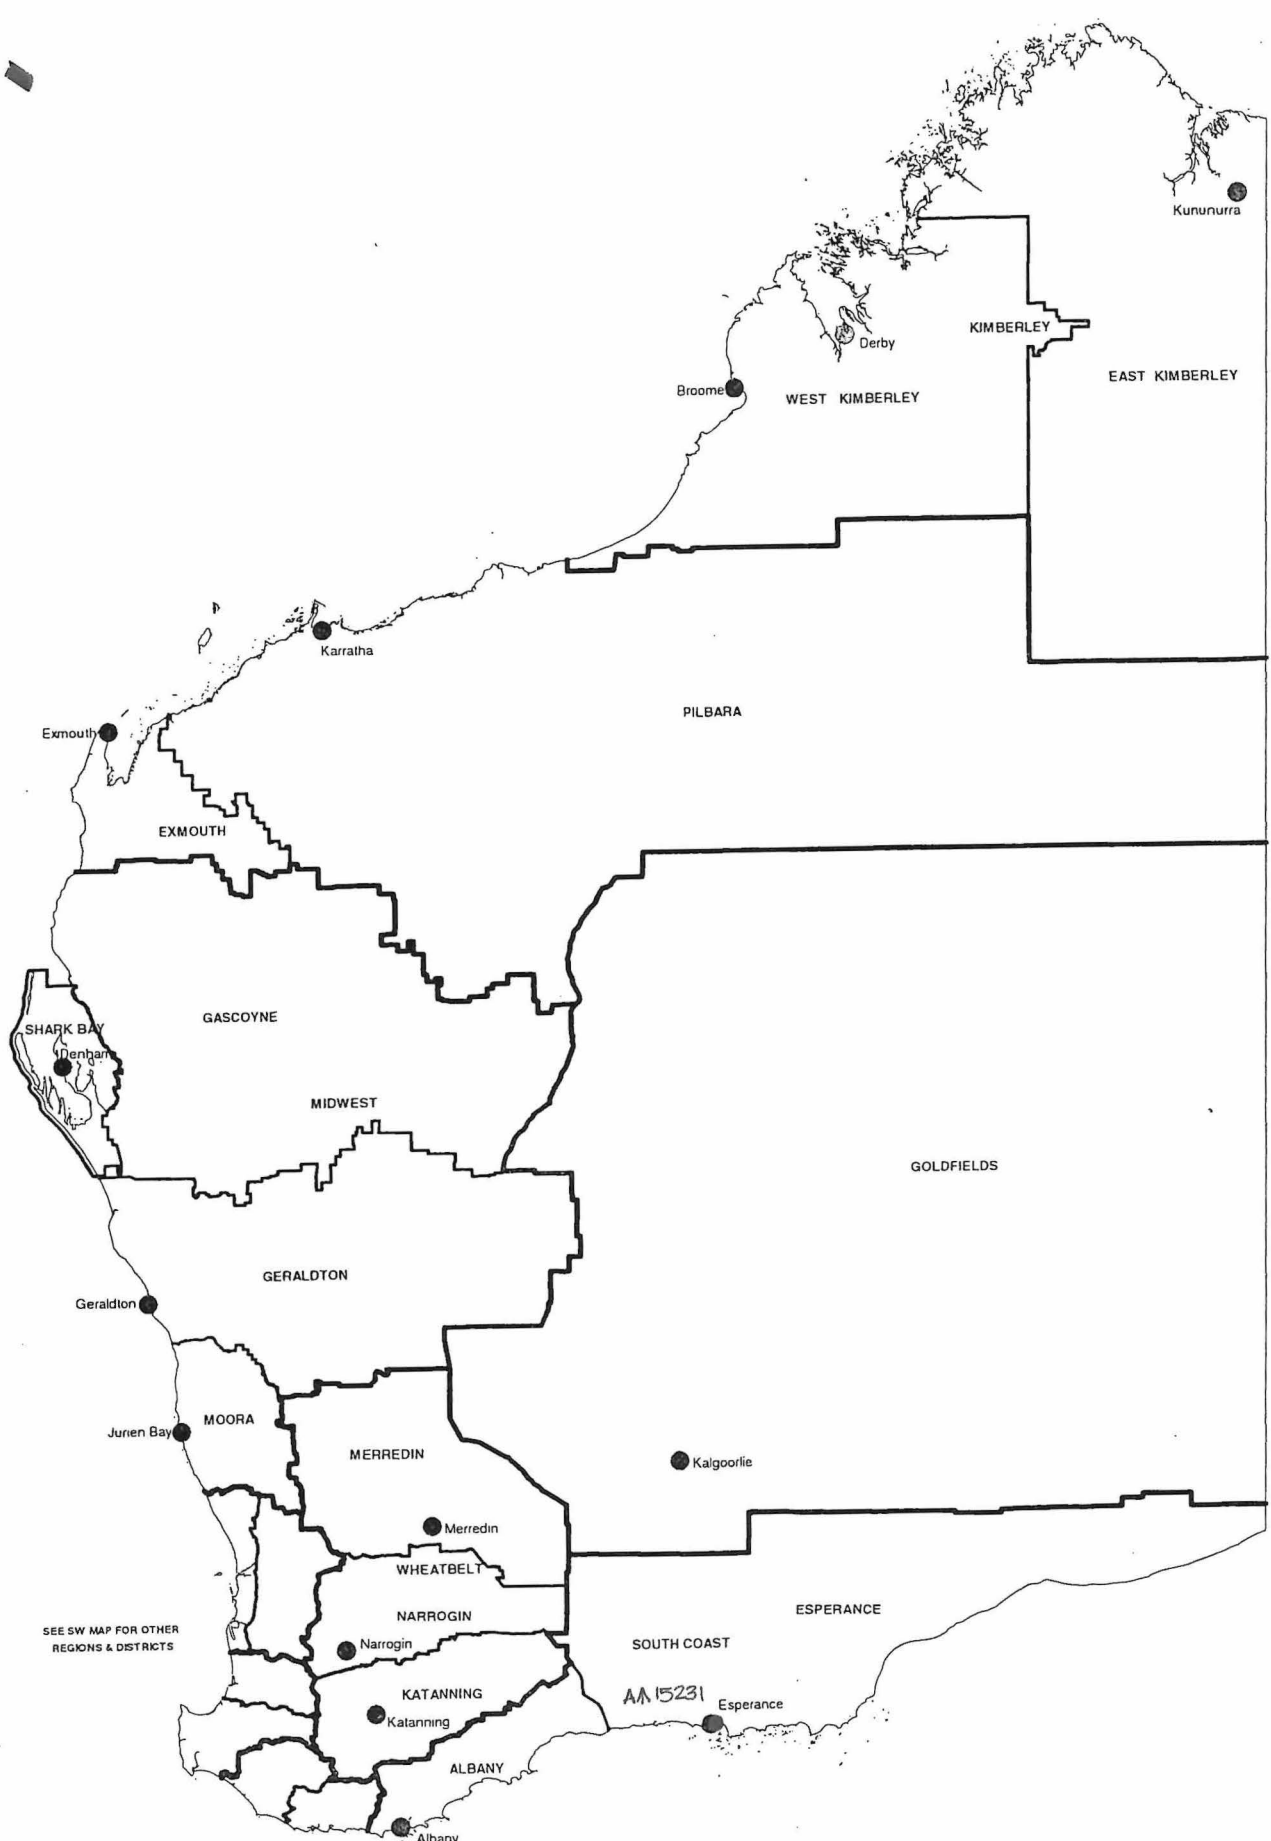 Kununurra
KIMBERLEY
Derby
EAST KIMBERLEY
Broome
WEST KIMBERLEY
Karratha
PILBARA
Exmouth
EXMOUTH
GASCOYNE
SHARK BAY
Denham
MIDWEST
GOLDFIELDS
GERALDTON
Geraldton
MOORA
Jurien Bay
MERREDIN
Kalgoorlie
Merredin
WHEATBELT
ESPERANCE
NARROGIN
SEE SW MAP FOR OTHER
REGIONS & DISTRICTS
Narrogin
SOUTH COAST
KATANNING
AA 15231
Esperance
Katanning
ALBANY
Albany